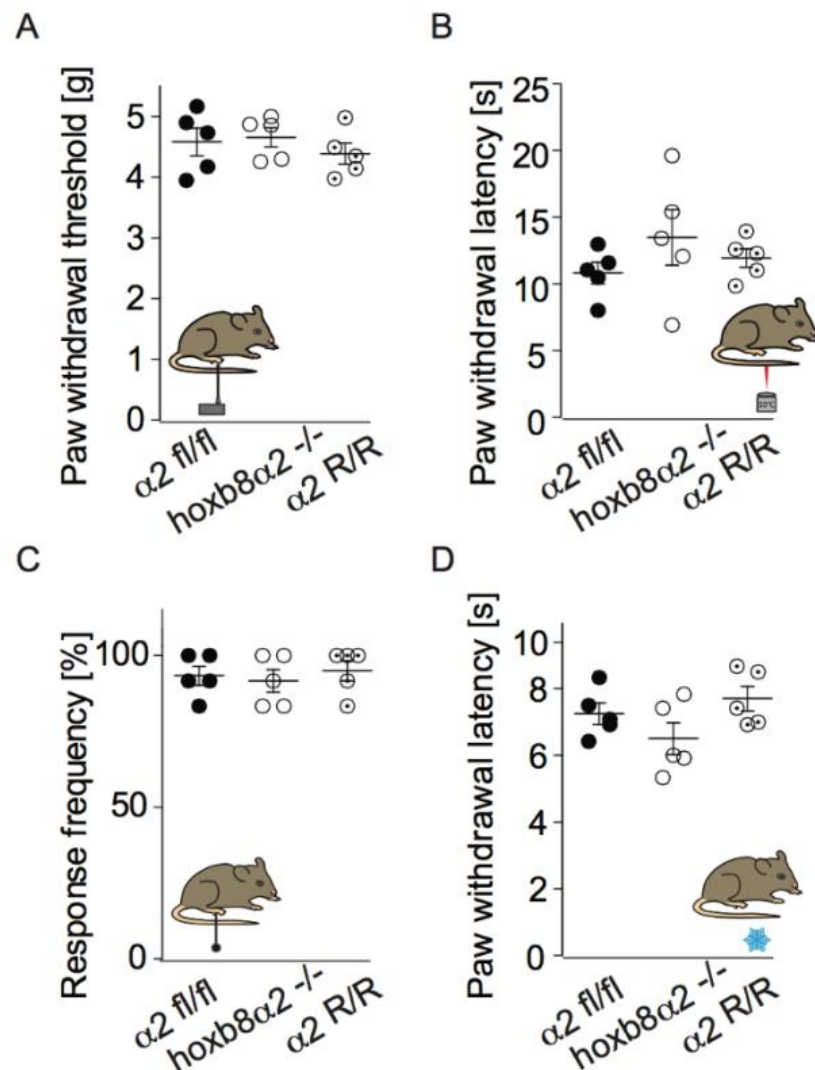 A
Paw withdrawal threshold [g]
5
4
3
2
1
0
α2 fl/fl
hoxb8α2 -/-
α2 R/R
B
Paw withdrawal latency [s]
25
20
15
10
5
0
α2 fl/fl
hoxb8α2 -/-
α2 R/R
C
Response frequency [%]
100
50
0
α2 fl/fl
hoxb8α2 -/-
α2 R/R
D
Paw withdrawal latency [s]
10
8
6
4
2
0
α2 fl/fl
hoxb8α2 -/-
α2 R/R